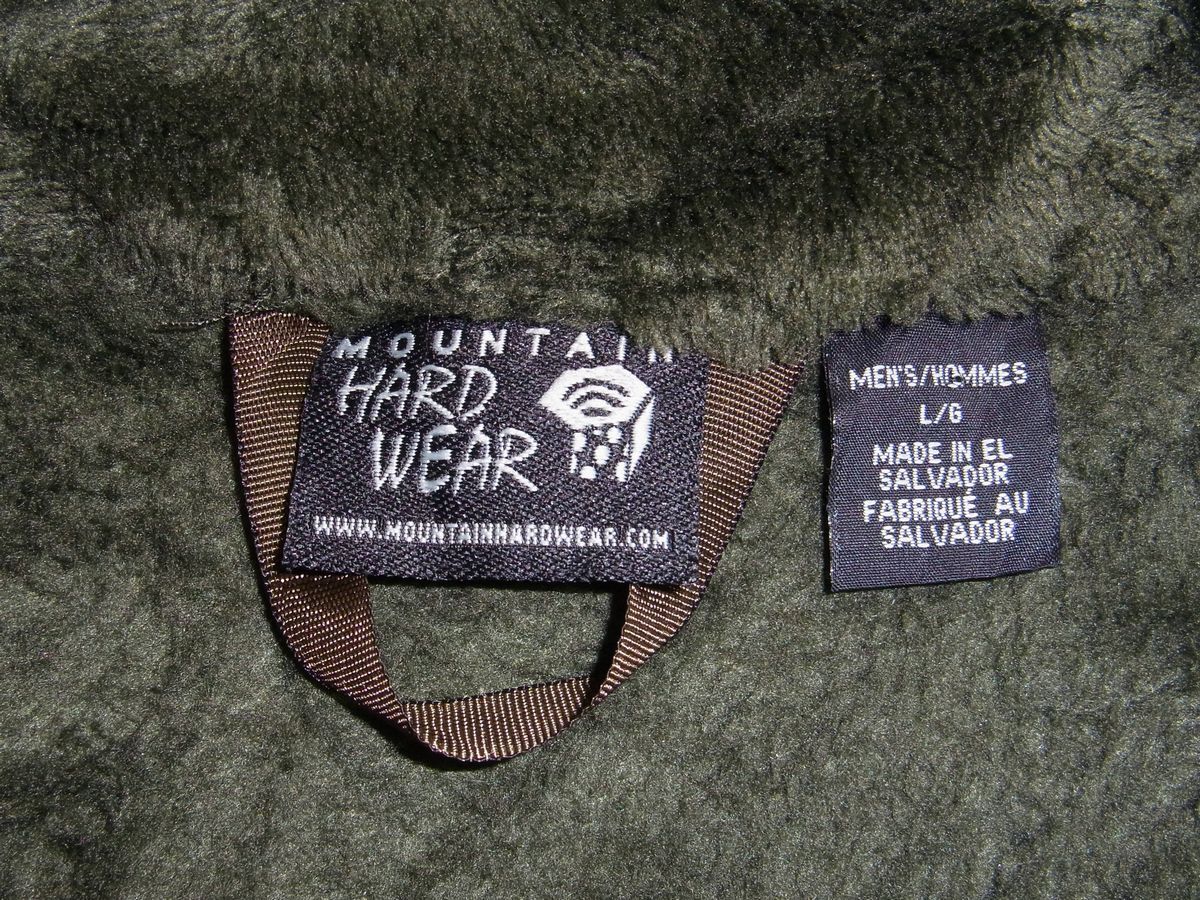 MOUNTAIN
HARD
WEAR
WWW.MOUNTAINHARDWEAR.COM
MEN'S/HOMMES
L/G
MADE IN EL
SALVADOR
FABRIQUÉ AU
SALVADOR